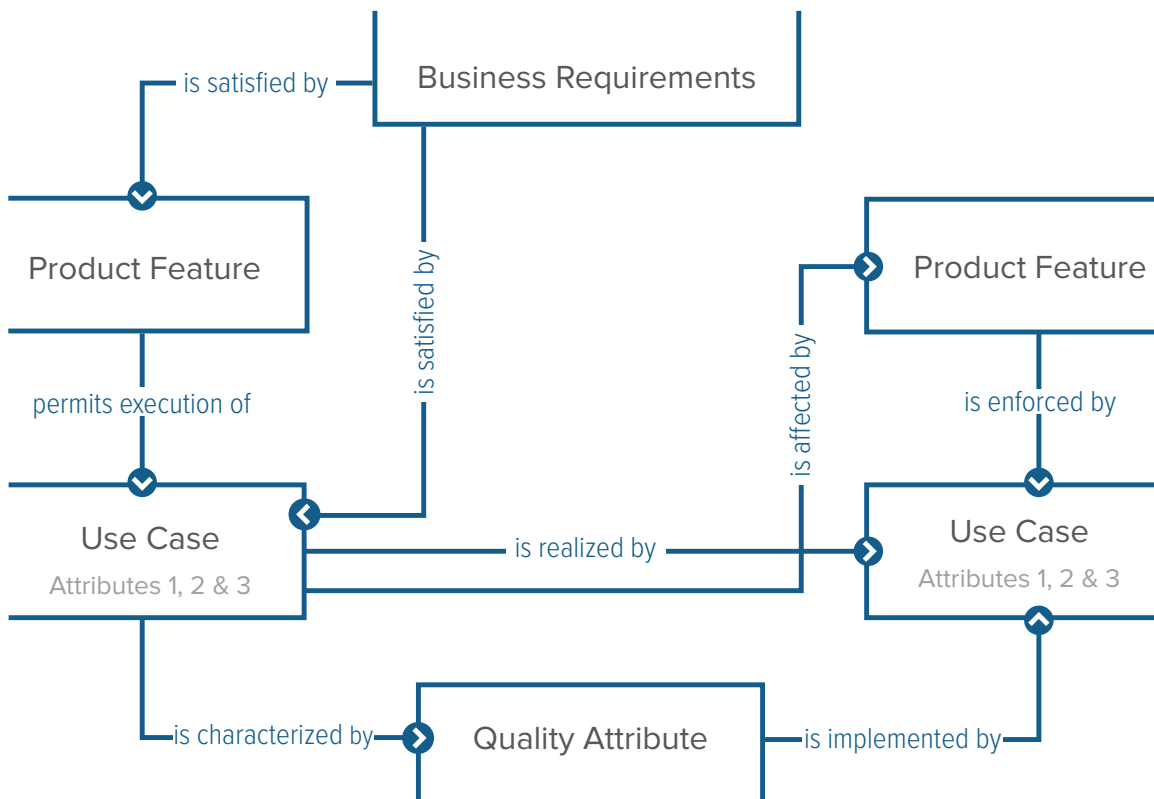 Business Requirements
is satisfied by
is satisfied by
Product Feature
Product Feature
permits execution of
is affected by
is enforced by
Use Case
Attributes 1, 2 & 3
is realized by
Use Case
Attributes 1, 2 & 3
is characterized by
Quality Attribute
is implemented by